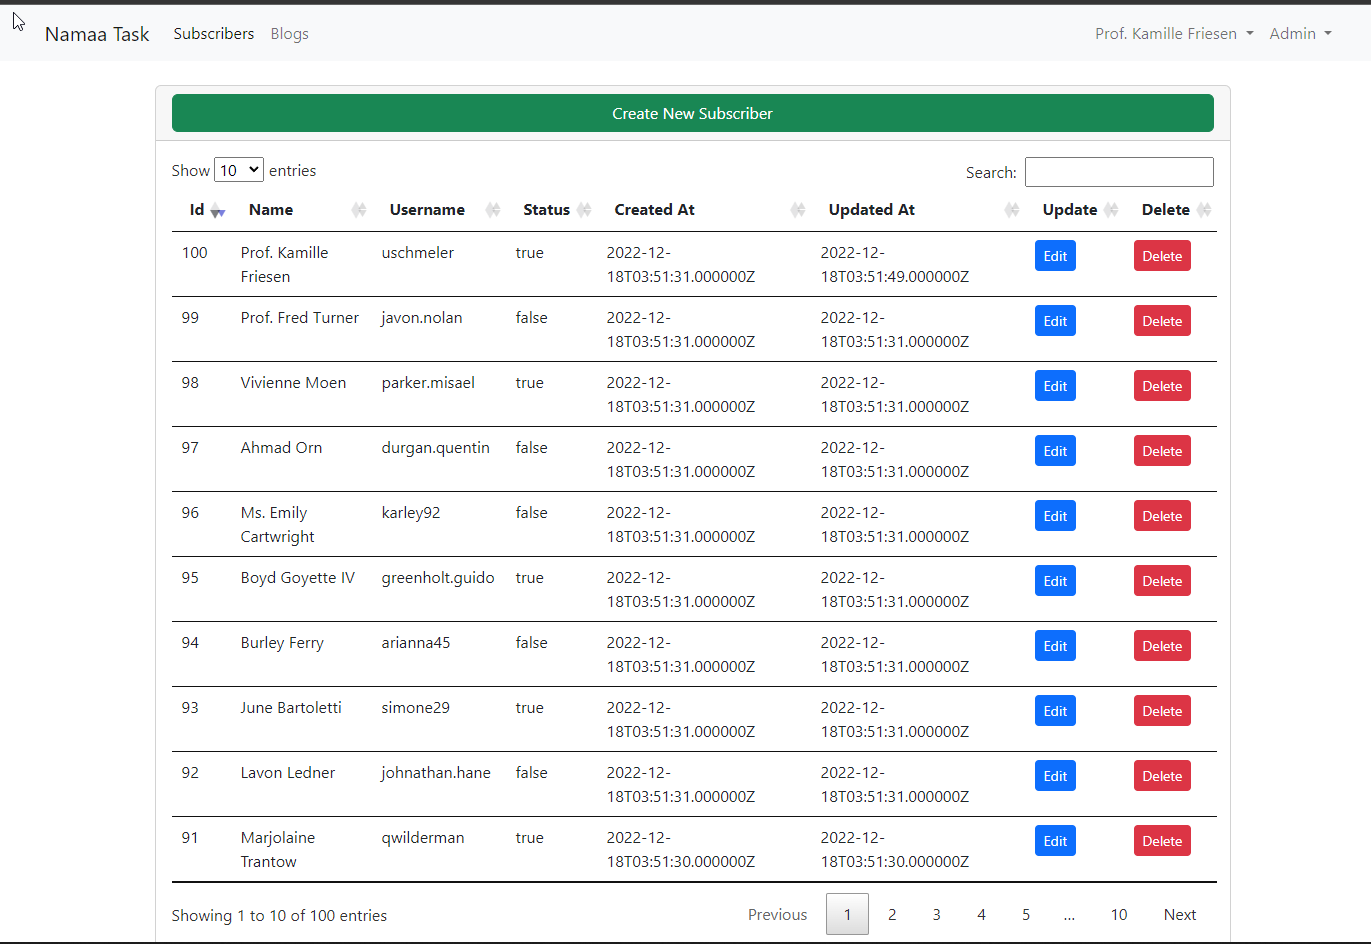 Namaa Task Subscribers Blogs Prof. Kamille Friesen Admin
Create New Subscriber
Show 10 entries Search:
Id Name Username Status Created At Updated At Update Delete
100 Prof. Kamille uschmeler true 2022-12- 2022-12- Edit Delete
Friesen 18T03:51:31.000000Z 18T03:51:49.000000Z
99 Prof. Fred Turner javon.nolan false 2022-12- 2022-12- Edit Delete
18T03:51:31.000000Z 18T03:51:31.000000Z
98 Vivienne Moen parker.misael true 2022-12- 2022-12- Edit Delete
18T03:51:31.000000Z 18T03:51:31.000000Z
97 Ahmad Orn durgan.quentin false 2022-12- 2022-12- Edit Delete
18T03:51:31.000000Z 18T03:51:31.000000Z
96 Ms. Emily karley92 false 2022-12- 2022-12- Edit Delete
Cartwright 18T03:51:31.000000Z 18T03:51:31.000000Z
95 Boyd Goyette IV greenholt.guido true 2022-12- 2022-12- Edit Delete
18T03:51:31.000000Z 18T03:51:31.000000Z
94 Burley Ferry arianna45 false 2022-12- 2022-12- Edit Delete
18T03:51:31.000000Z 18T03:51:31.000000Z
93 June Bartoletti simone29 true 2022-12- 2022-12- Edit Delete
18T03:51:31.000000Z 18T03:51:31.000000Z
92 Lavon Ledner johnathan.hane false 2022-12- 2022-12- Edit Delete
18T03:51:31.000000Z 18T03:51:31.000000Z
91 Marjolaine qwilderman true 2022-12- 2022-12- Edit Delete
Trantow 18T03:51:30.000000Z 18T03:51:30.000000Z
Showing 1 to 10 of 100 entries Previous 1 2 3 4 5 ... 10 Next